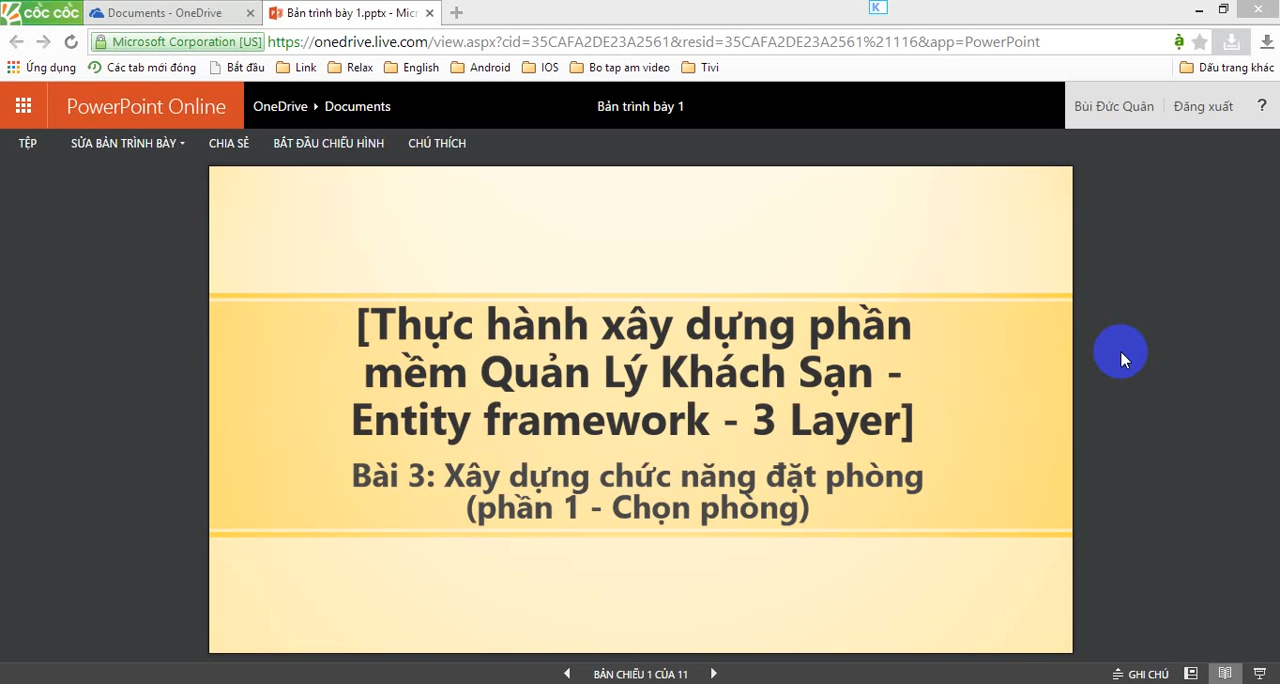 cốc cốc Documents - OneDrive Bản trình bày 1.pptx - Micr K
Microsoft Corporation [US] https://onedrive.live.com/view.aspx?cid=35CAFA2DE23A2561&resid=35CAFA2DE23A2561%21116&app=PowerPoint à
Ứng dụng Các tab mới đóng Bắt đầu Link Relax English Android IOS Bo tap am video Tivi Dấu trang khác
PowerPoint Online OneDrive Documents Bản trình bày 1 Bùi Đức Quân Đăng xuất ?
TỆP SỬA BẢN TRÌNH BÀY CHIA SẺ BẮT ĐẦU CHIẾU HÌNH CHÚ THÍCH
[Thực hành xây dựng phần
mềm Quản Lý Khách Sạn -
Entity framework - 3 Layer]
Bài 3: Xây dựng chức năng đặt phòng
(phần 1 - Chọn phòng)
BẢN CHIẾU 1 CỦA 11 GHI CHÚ